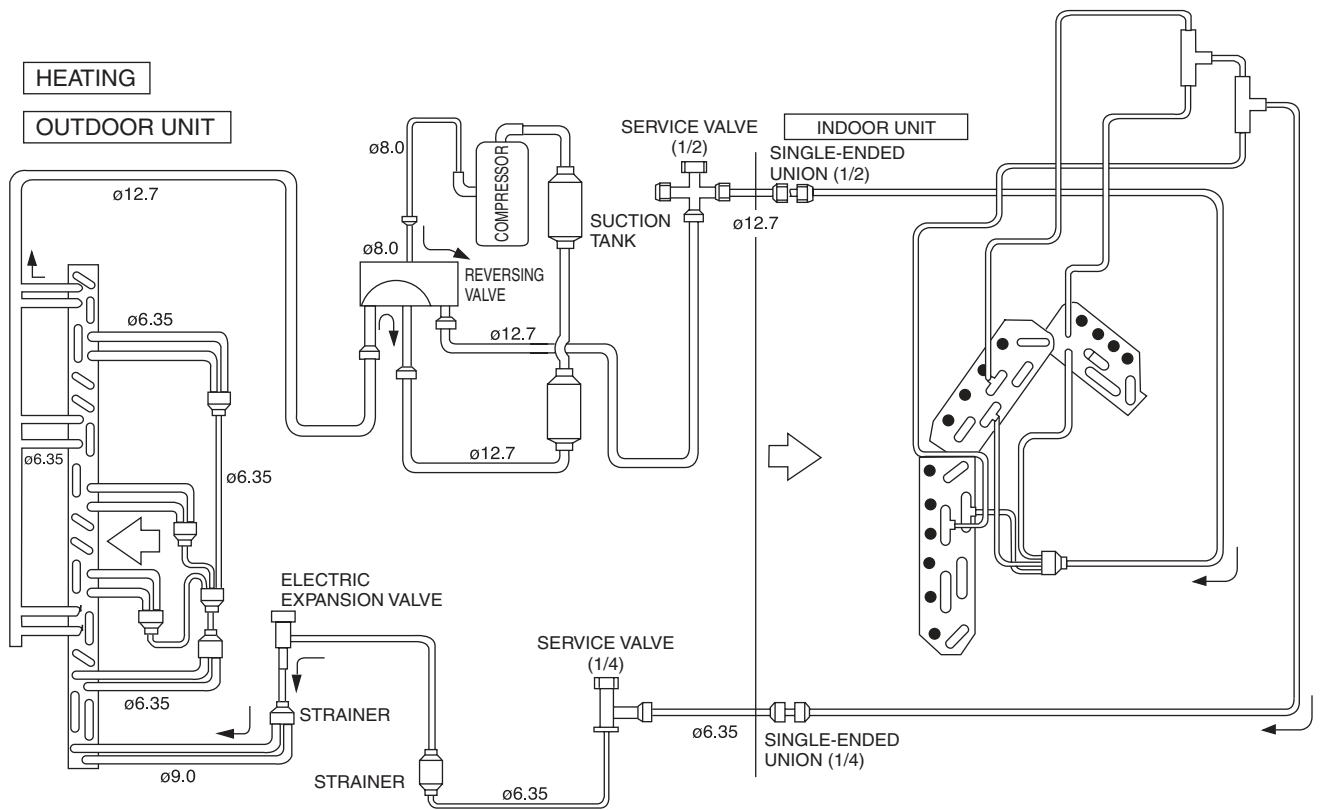 HEATING
OUTDOOR UNIT
ø12.7
ø8.0
COMPRESSOR
SUCTION
TANK
ø8.0
REVERSING
VALVE
SERVICE VALVE
(1/2)
INDOOR UNIT
SINGLE-ENDED
UNION (1/2)
ø12.7
ø6.35
ø12.7
ø12.7
ø6.35
ø6.35
ELECTRIC
EXPANSION VALVE
SERVICE VALVE
(1/4)
ø6.35
STRAINER
ø9.0
STRAINER
ø6.35
ø6.35
SINGLE-ENDED
UNION (1/4)